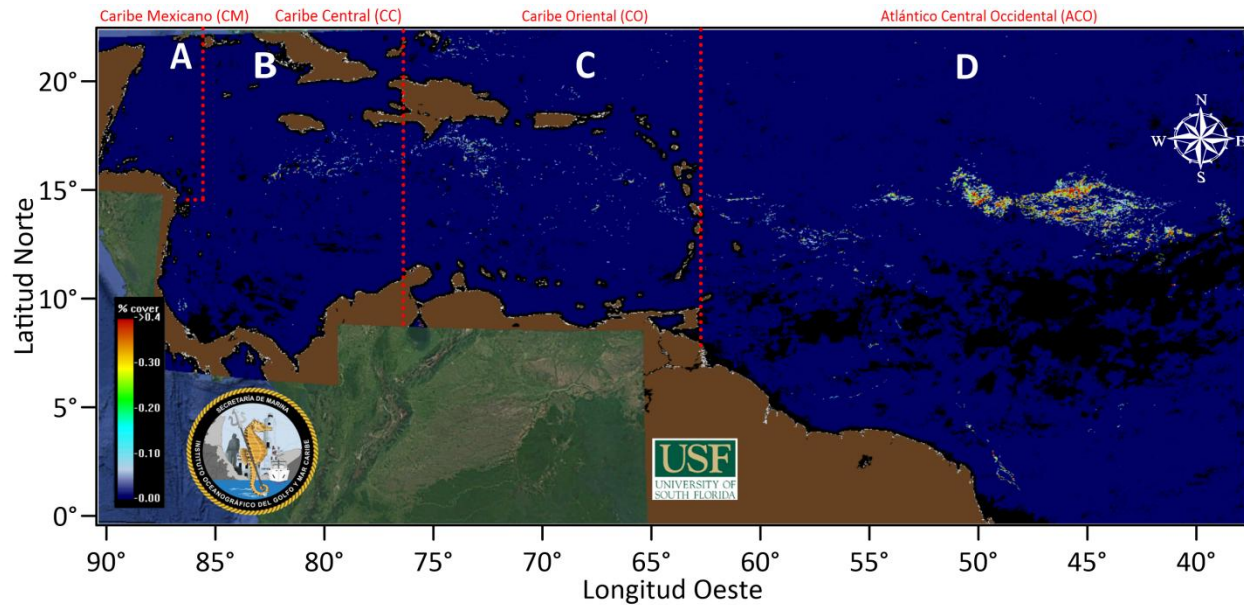 Caribe Mexicano (CM) Caribe Central (CC) Caribe Oriental (CO) Atlántico Central Occidental (ACO)
A B C D
N
W E
S
Latitud Norte
20°
15°
10°
5°
0°
% cover
->0.4
-0.30
-0.20
-0.10
-0.00
SECRETARÍA DE MARINA
INSTITUTO OCEANOGRÁFICO DEL GOLFO Y MAR CARIBE
USF
UNIVERSITY OF
SOUTH FLORIDA
90° 85° 80° 75° 70° 65° 60° 55° 50° 45° 40°
Longitud Oeste